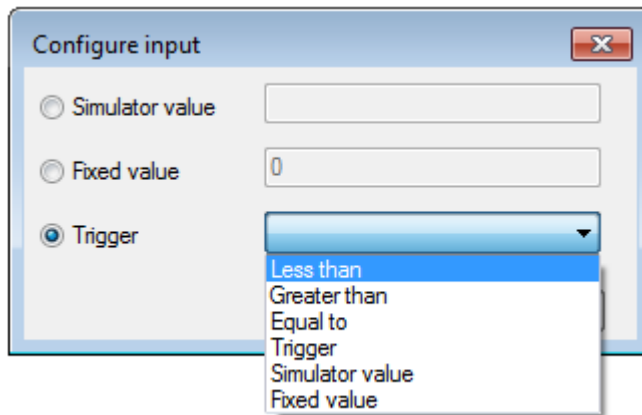 Configure input
Simulator value
Fixed value 0
Trigger
Less than
Greater than
Equal to
Trigger
Simulator value
Fixed value